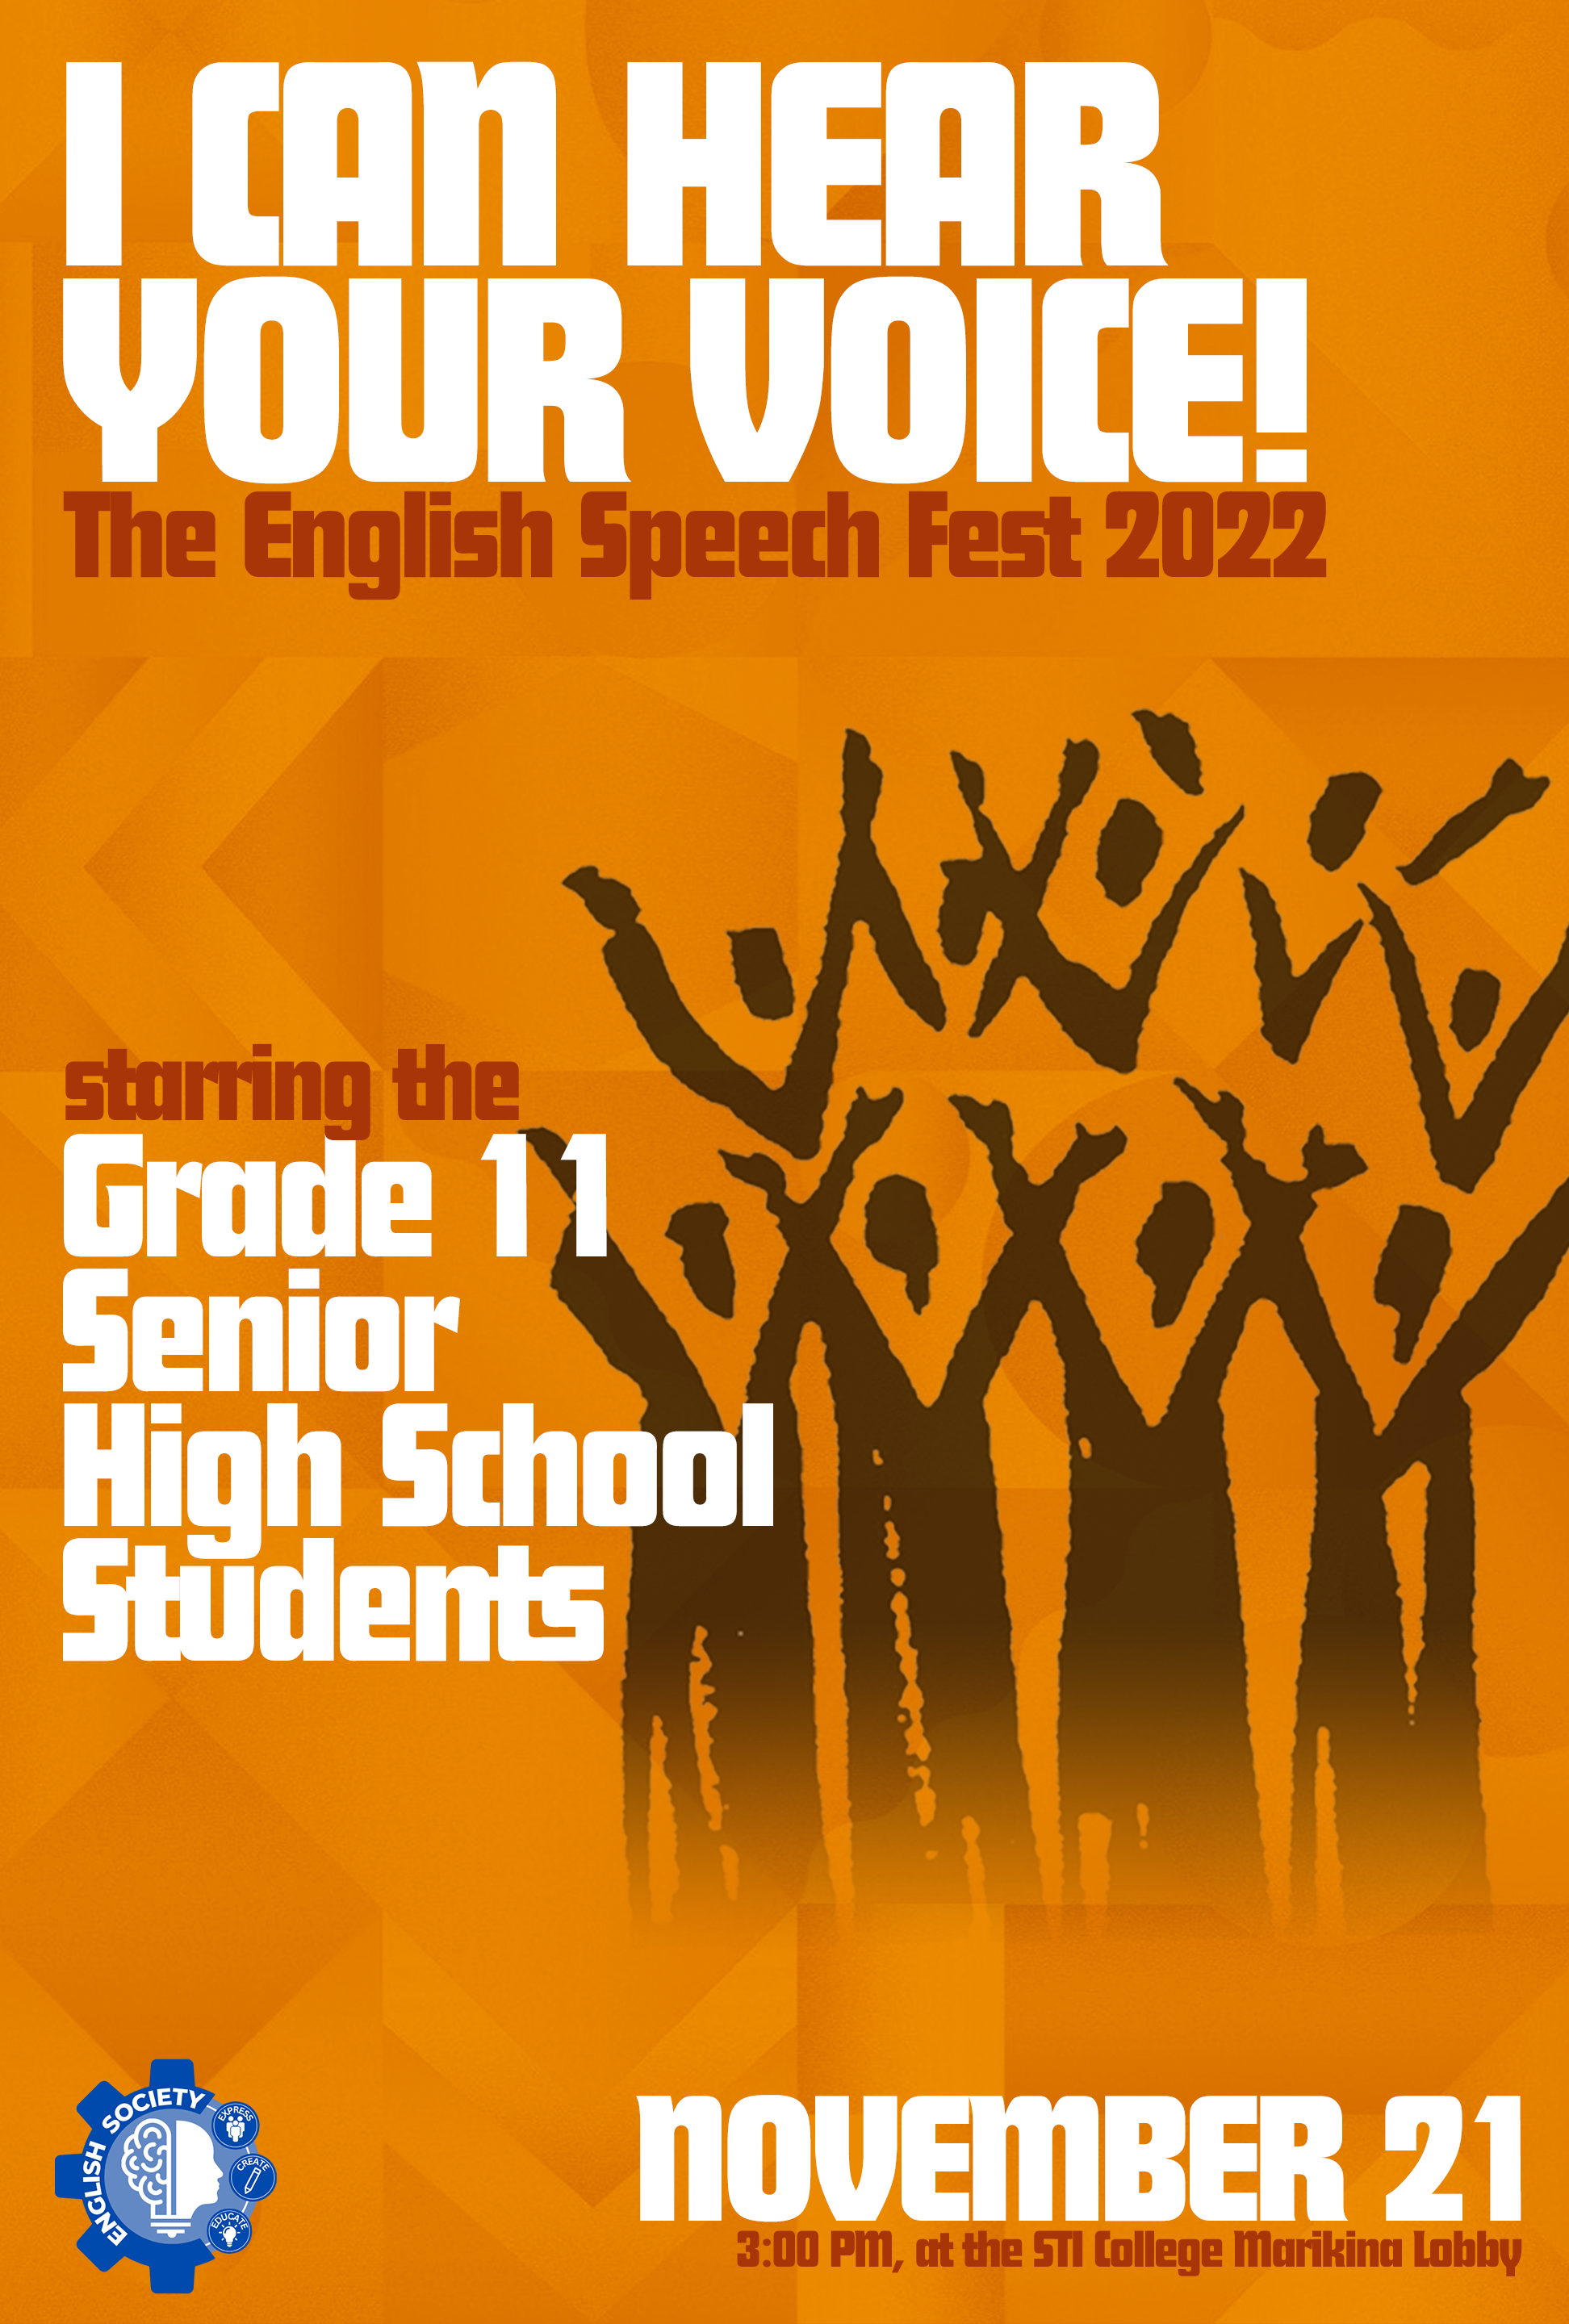 I CAN HEAR
YOUR VOICE!
The English Speech Fest 2022
starring the
Grade 11
Senior
High School
Students
ENGLISH SOCIETY
EXPRESS
CREATE
EDUCATE
NOVEMBER 21
3:00 PM, at the STI College Marikina Lobby